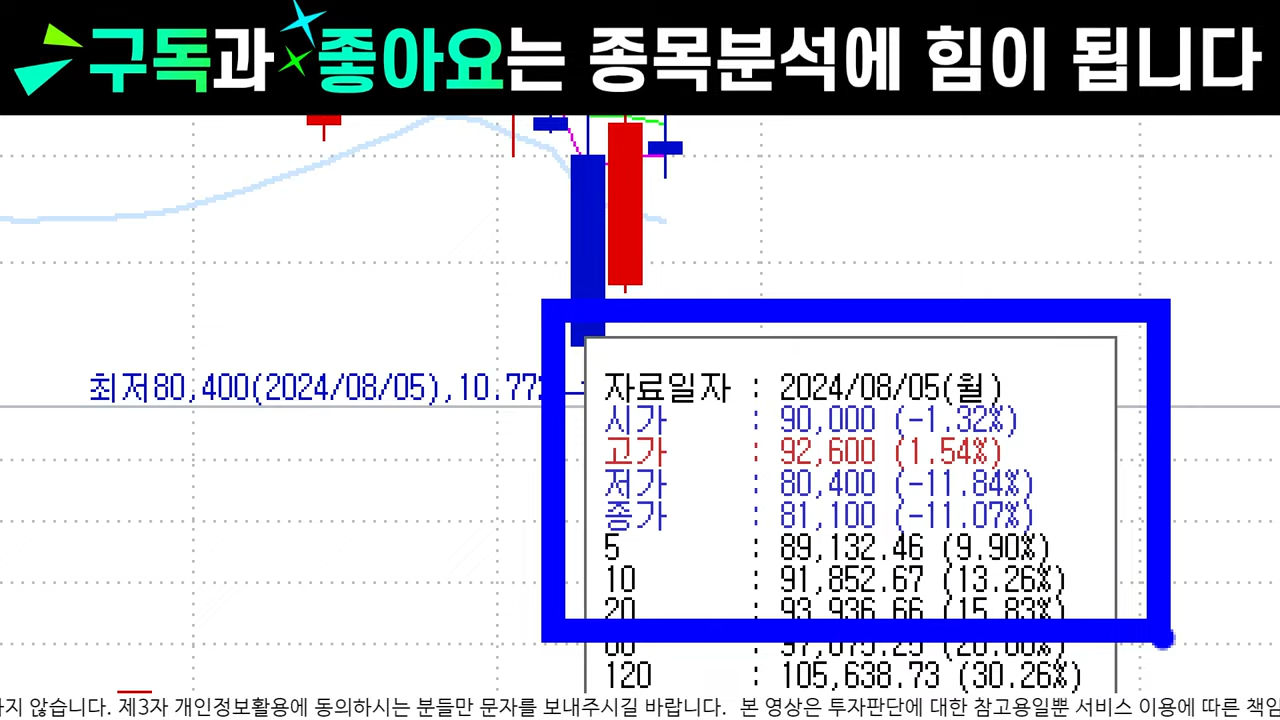 구독과 좋아요는 종목분석에 힘이 됩니다
최저80,400(2024/08/05),10.77
자료일자 : 2024/08/05(월)
시가 : 90,000 (-1.32%)
고가 : 92,600 (1.54%)
저가 : 80,400 (-11.84%)
종가 : 81,100 (-11.07%)
5 : 89,132.46 (9.90%)
10 : 91,852.67 (13.26%)
20 : 93,936.66 (15.83%)
120 : 105,638.73 (30.26%)
지 않습니다. 제3자 개인정보활용에 동의하시는 분들만 문자를 보내주시길 바랍니다. 본 영상은 투자판단에 대한 참고용일뿐 서비스 이용에 따른 책임